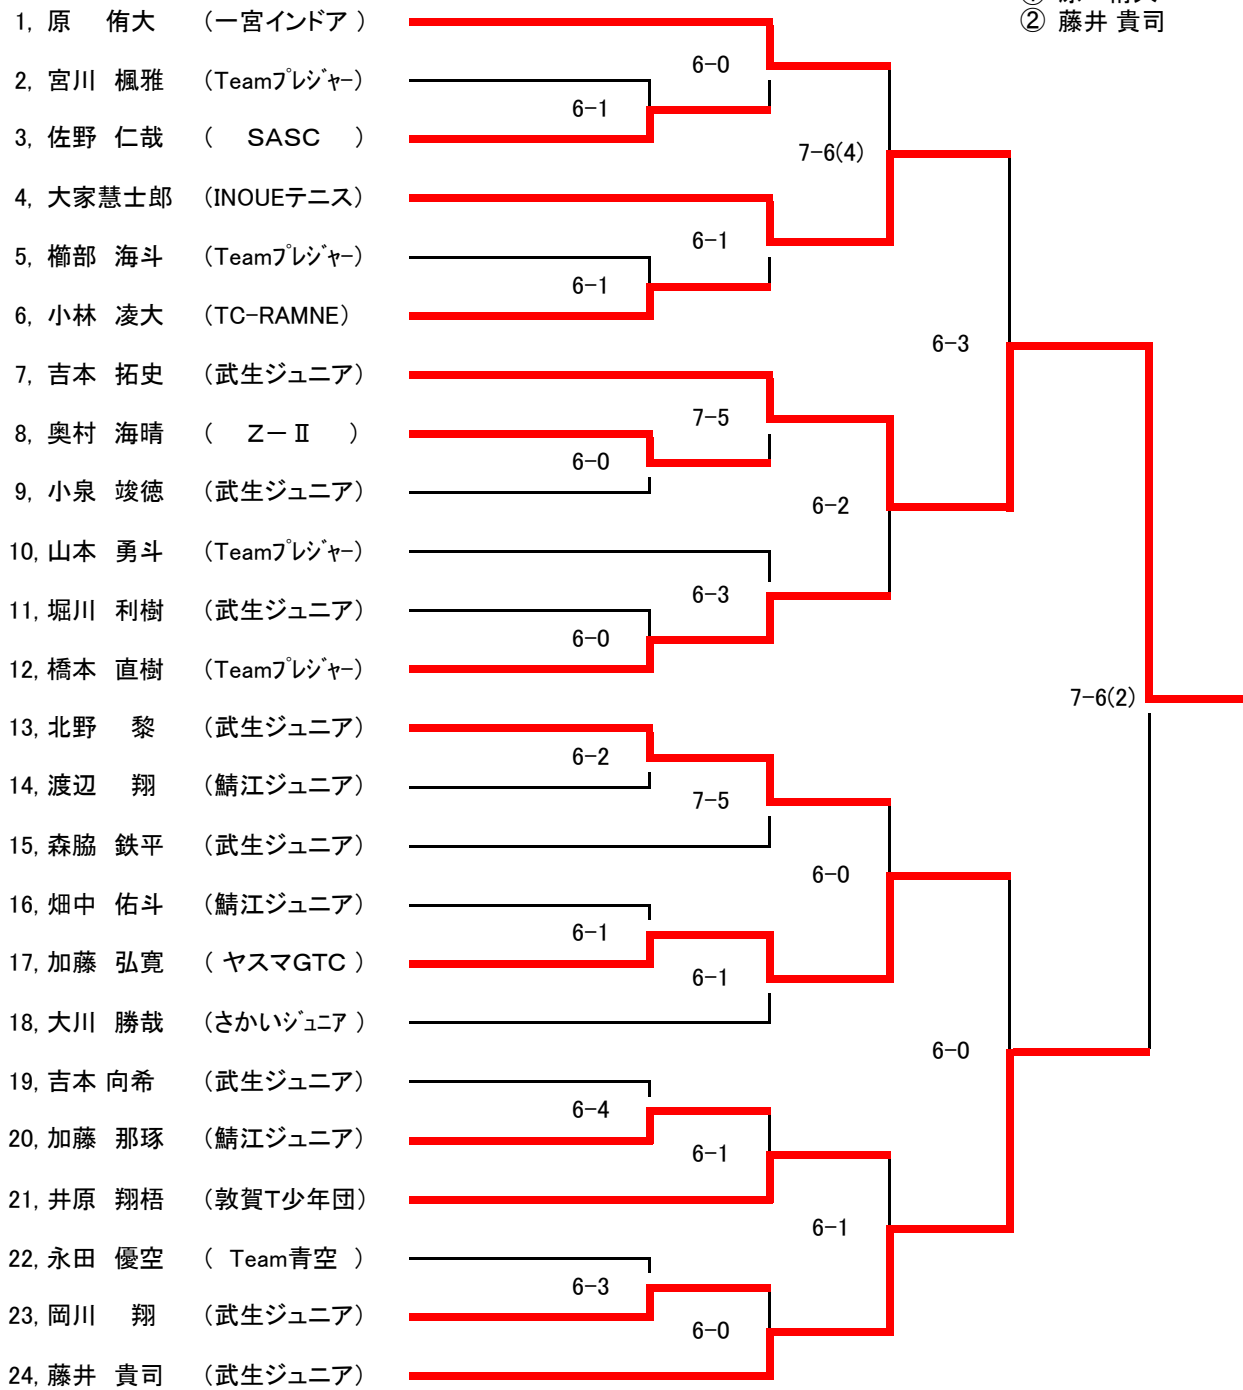 ② 藤井 貴司
1, 原　侑大 （一宮インドア）
2, 宮川 楓雅 （Teamﾌﾟﾚｼﾞｬｰ）
3, 佐野 仁哉 （ SASC ）
4, 大家慧士郎 （INOUEテニス）
5, 櫛部 海斗 （Teamﾌﾟﾚｼﾞｬｰ）
6, 小林 凌大 （TC-RAMNE）
7, 吉本 拓史 （武生ジュニア）
8, 奥村 海晴 （ Z－Ⅱ ）
9, 小泉 竣徳 （武生ジュニア）
10, 山本 勇斗 （Teamﾌﾟﾚｼﾞｬｰ）
11, 堀川 利樹 （武生ジュニア）
12, 橋本 直樹 （Teamﾌﾟﾚｼﾞｬｰ）
13, 北野　黎 （武生ジュニア）
14, 渡辺　翔 （鯖江ジュニア）
15, 森脇 鉄平 （武生ジュニア）
16, 畑中 佑斗 （鯖江ジュニア）
17, 加藤 弘寛 （ヤスマGTC）
18, 大川 勝哉 （さかいｼﾞｭﾆｱ）
19, 吉本 向希 （武生ジュニア）
20, 加藤 那琢 （鯖江ジュニア）
21, 井原 翔梧 （敦賀T少年団）
22, 永田 優空 （ Team青空 ）
23, 岡川　翔 （武生ジュニア）
24, 藤井 貴司 （武生ジュニア）
6-1
6-1
6-0
6-0
6-2
6-1
6-4
6-3
6-0
6-1
7-5
6-3
7-5
6-1
6-1
6-0
7-6(4)
6-2
6-0
6-1
6-3
6-0
7-6(2)